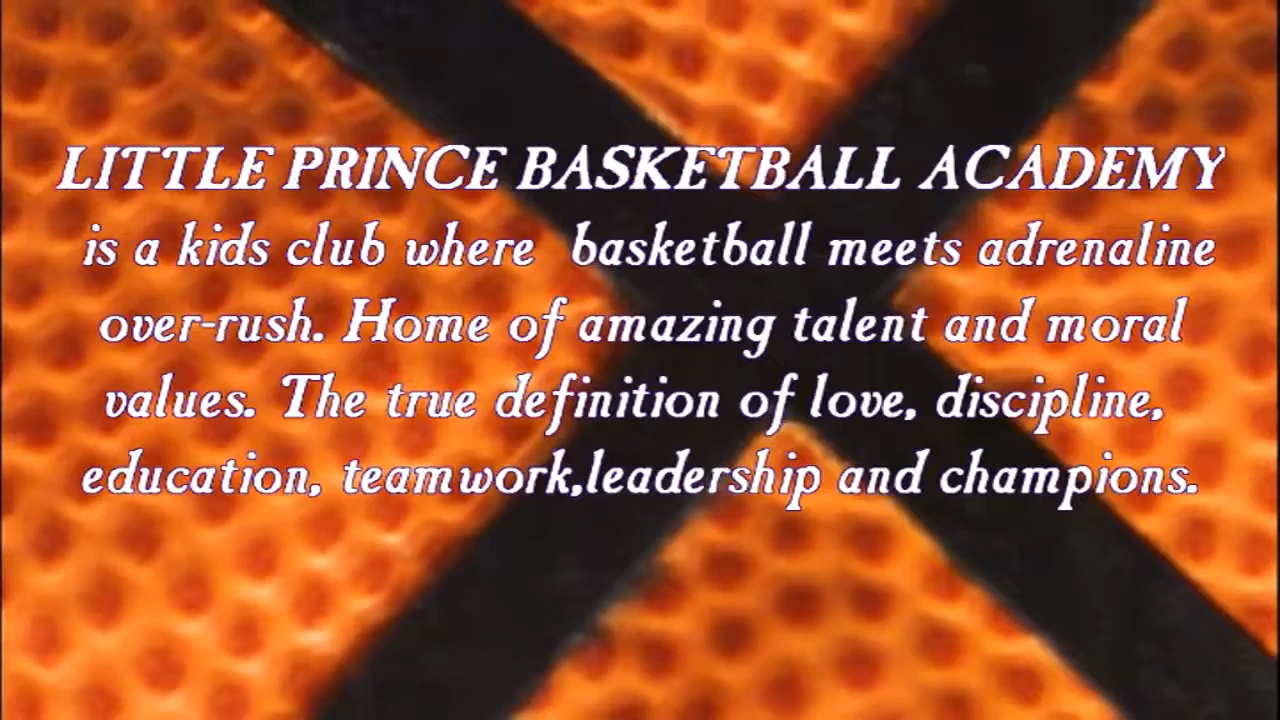 LITTLE PRINCE BASKETBALL ACADEMY
is a kids club where basketball meets adrenaline
over-rush. Home of amazing talent and moral
values. The true definition of love, discipline,
education, teamwork,leadership and champions.